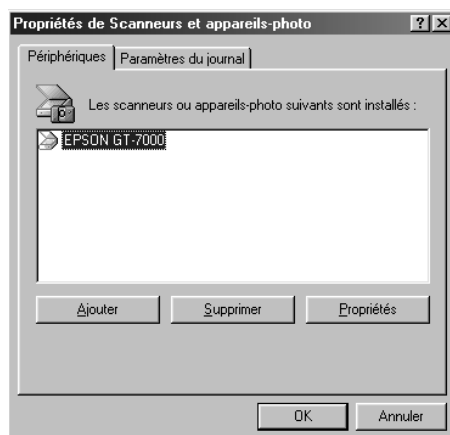 Propriétés de Scanneurs et appareils-photo
Périphériques
Paramètres du journal
Les scanneurs ou appareils-photo suivants sont installés :
EPSON GT-7000
Ajouter
Supprimer
Propriétés
OK
Annuler